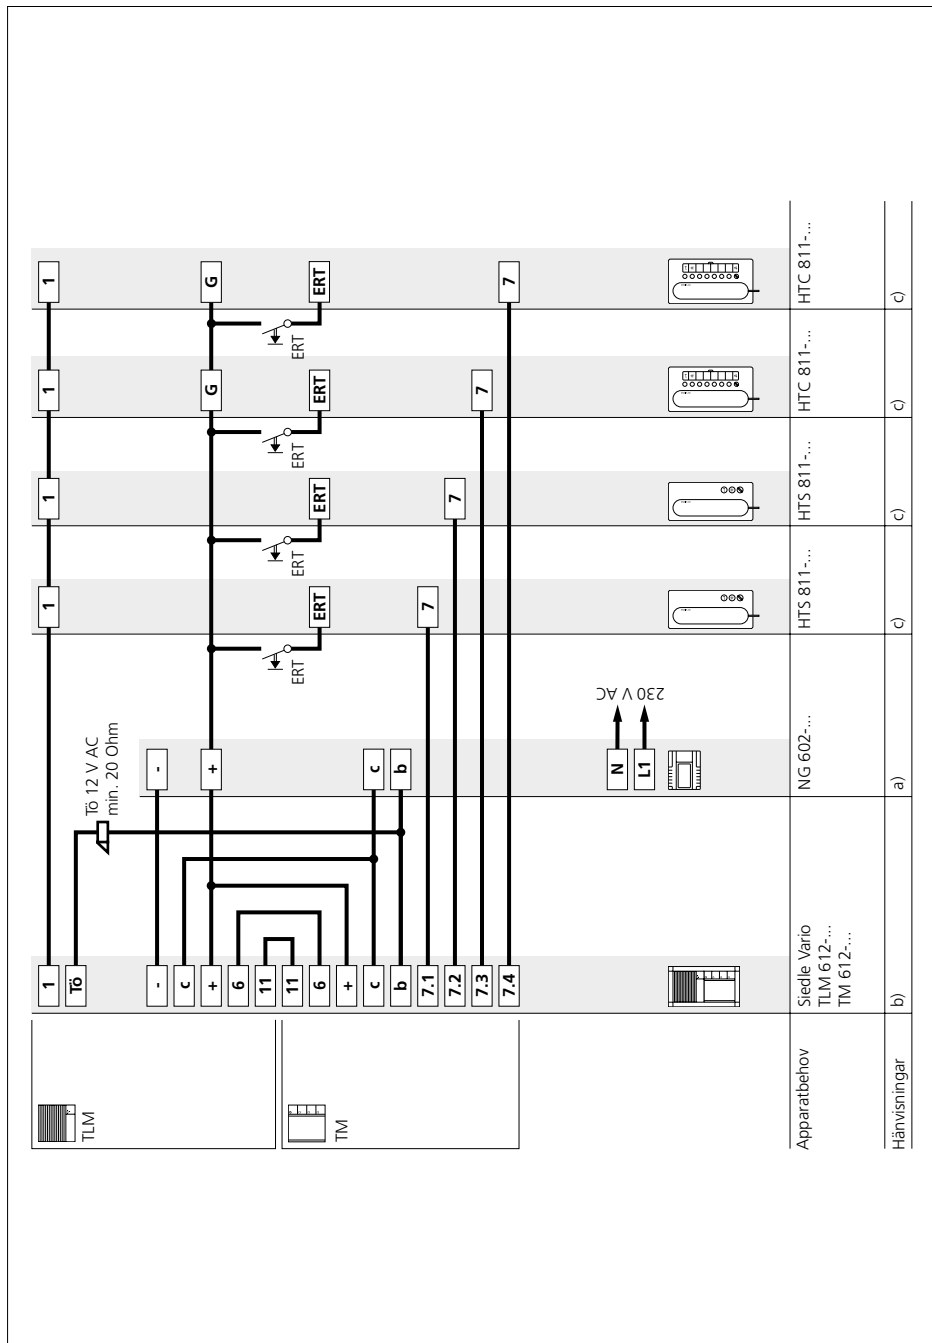 TLM
TM
1
Tö
-
c
+
6
11
11
6
+
c
b
7.1
7.2
7.3
7.4
Tö 12 V AC
min. 20 Ohm
-
+
c
b
N
L1
230 V AC
1
ERT
ERT
7
1
ERT
ERT
7
1
G
ERT
ERT
7
1
G
ERT
ERT
7
Apparatbehov
Siedle Vario
TLM 612-...
TM 612-...
NG 602-...
HTS 811-...
HTS 811-...
HTC 811-...
HTC 811-...
Hänvisningar
b)
a)
c)
c)
c)
c)